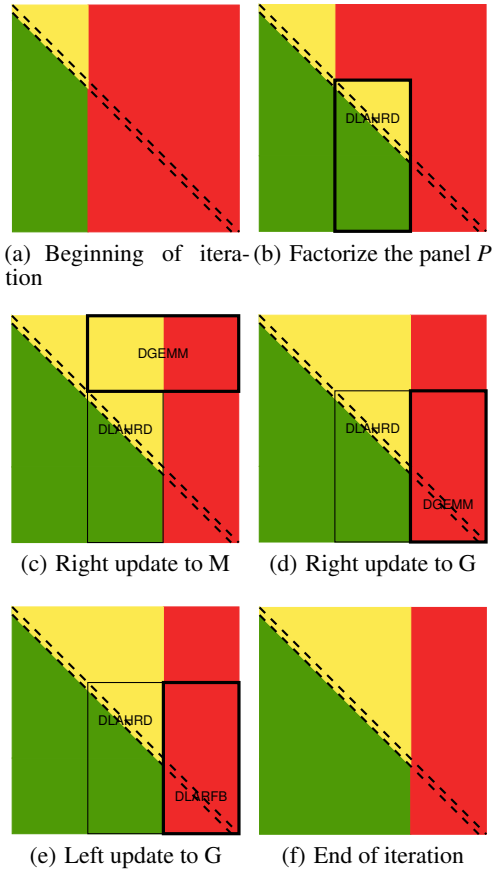 (a) Beginning of itera-
tion
DLAHRD
(b) Factorize the panel P
DGEMM
DLAHRD
(c) Right update to M
DLAHRD
DGEMM
(d) Right update to G
DLAHRD
DLARFB
(e) Left update to G
(f) End of iteration